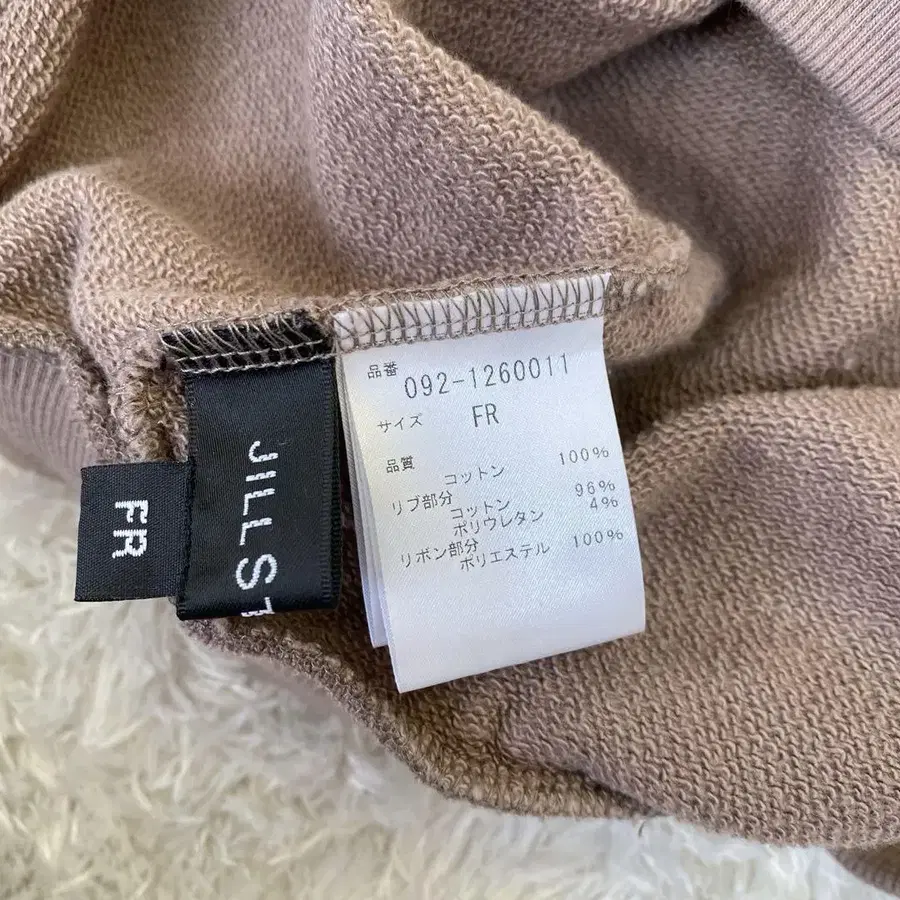 品番 092-1260011
サイズ FR
品質
コットン 100%
リブ部分
コットン 96%
ポリウレタン 4%
リボン部分
ポリエステル 100%
JILLST
FR